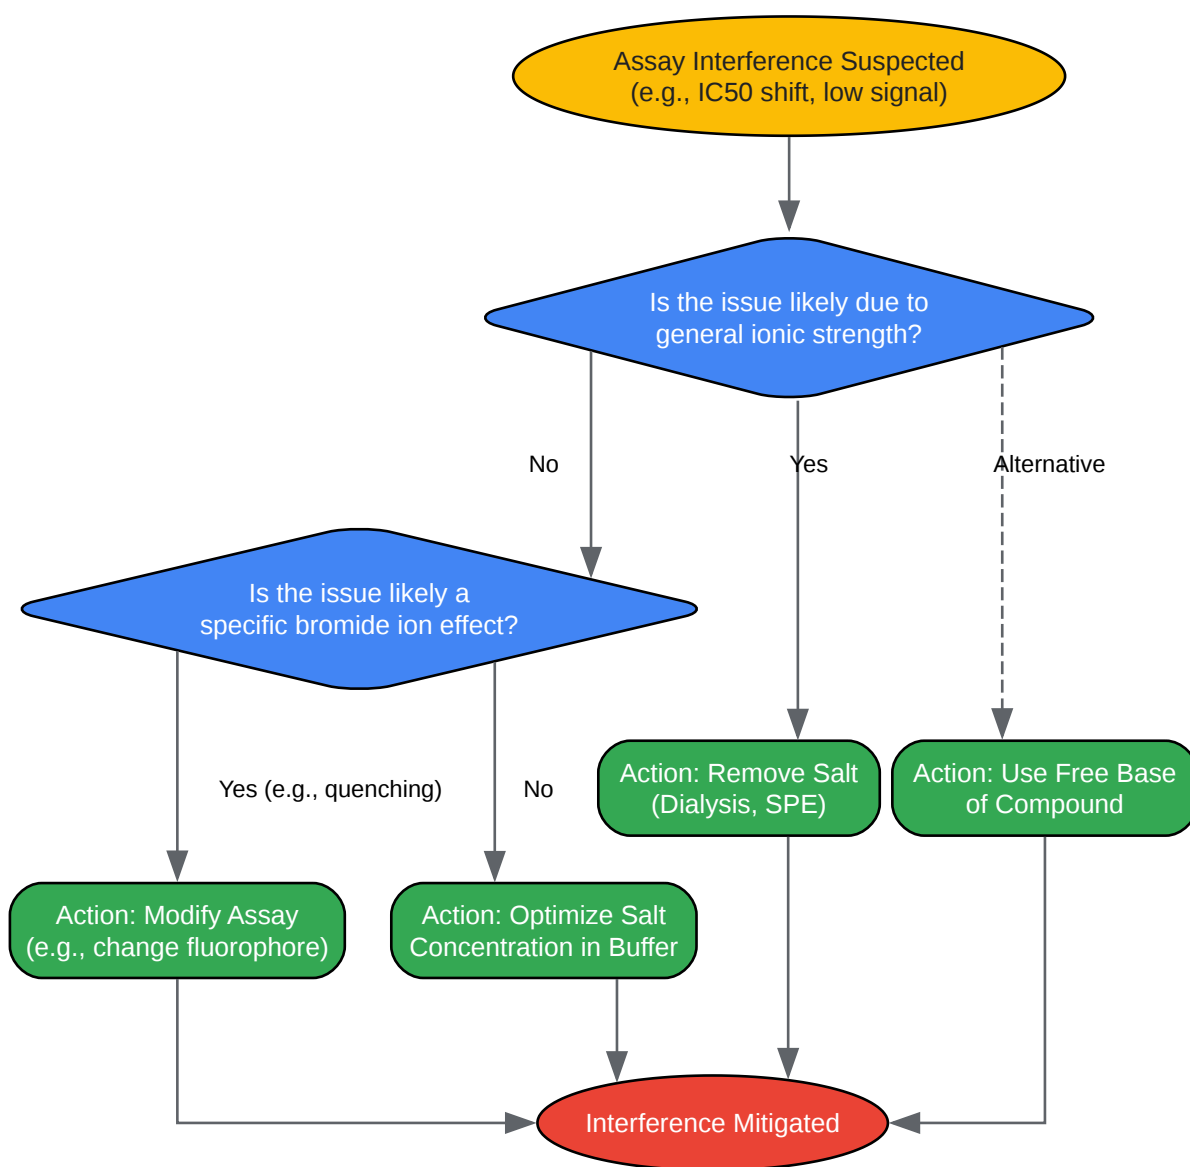 Assay Interference Suspected
(e.g., IC50 shift, low signal)
Is the issue likely due to
general ionic strength?
No
Yes
Alternative
Is the issue likely a
specific bromide ion effect?
Action: Remove Salt
(Dialysis, SPE)
Action: Use Free Base
of Compound
Yes (e.g., quenching)
No
Action: Modify Assay
(e.g., change fluorophore)
Action: Optimize Salt
Concentration in Buffer
Interference Mitigated